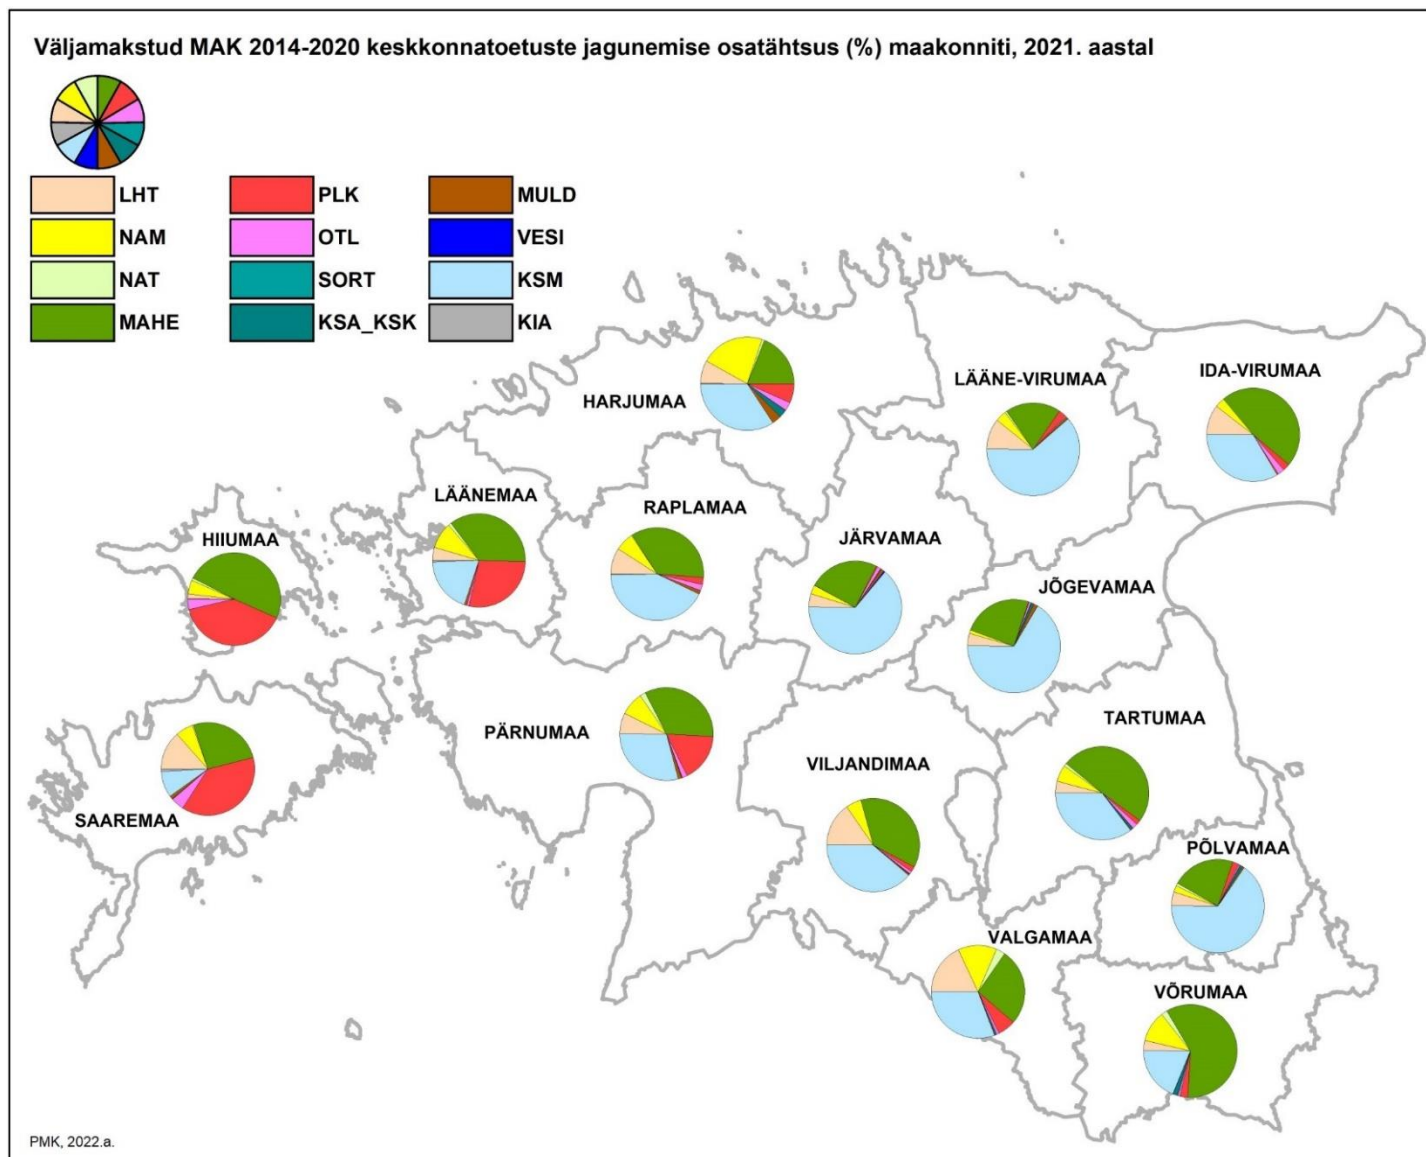 Väljamakstud MAK 2014-2020 keskkonnatoetuste jagunemise osatähtsus (%) maakonniti, 2021. aastal
LHT PLK MULD
NAM OTL VESI
NAT SORT KSM
MAHE KSA_KSK KIA
HARJUMAA
LÄÄNE-VIRUMAA
IDA-VIRUMAA
LÄÄNEMAA
RAPLAMAA
JÄRVAMAA
HIIUMAA
JÕGEVAMAA
TARTUMAA
PÄRNUMAA
VILJANDIMAA
SAAREMAA
PÕLVAMAA
VALGAMAA
VÕRUMAA
PMK, 2022.a.